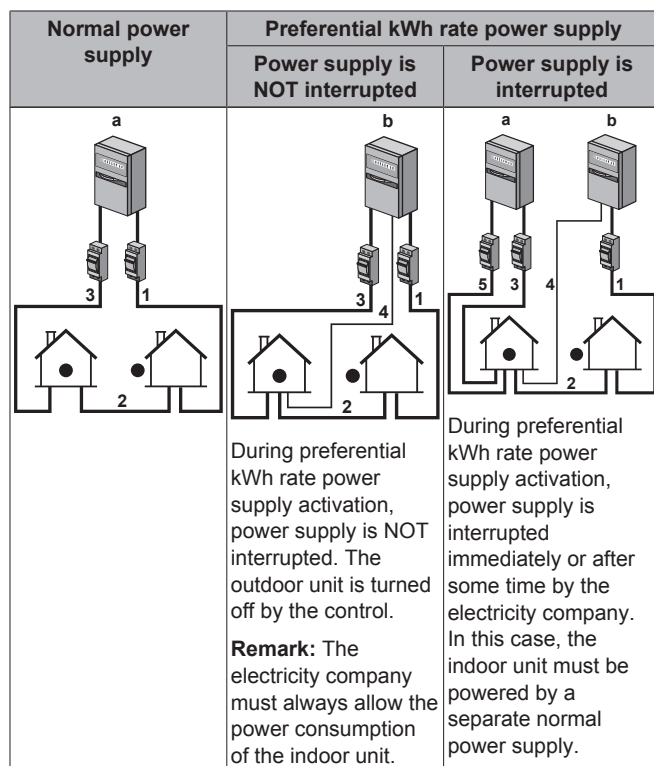 Normal power
supply
Preferential kWh rate power supply
Power supply is
NOT interrupted
Power supply is
interrupted
a
3
1
2
b
3
4
1
2
During preferential
kWh rate power
supply activation,
power supply is NOT
interrupted. The
outdoor unit is turned
off by the control.
Remark: The
electricity company
must always allow the
power consumption
of the indoor unit.
a
b
5
3
4
1
2
During preferential
kWh rate power
supply activation,
power supply is
interrupted
immediately or after
some time by the
electricity company.
In this case, the
indoor unit must be
powered by a
separate normal
power supply.